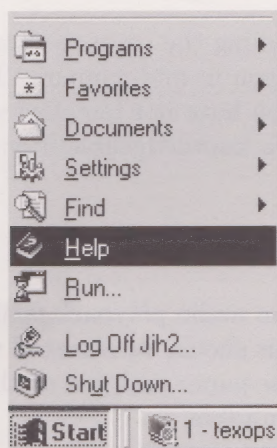 Programs
Favorites
Documents
Settings
Find
Help
Run...
Log Off Jjh2...
Shut Down...
Start 1 - texops